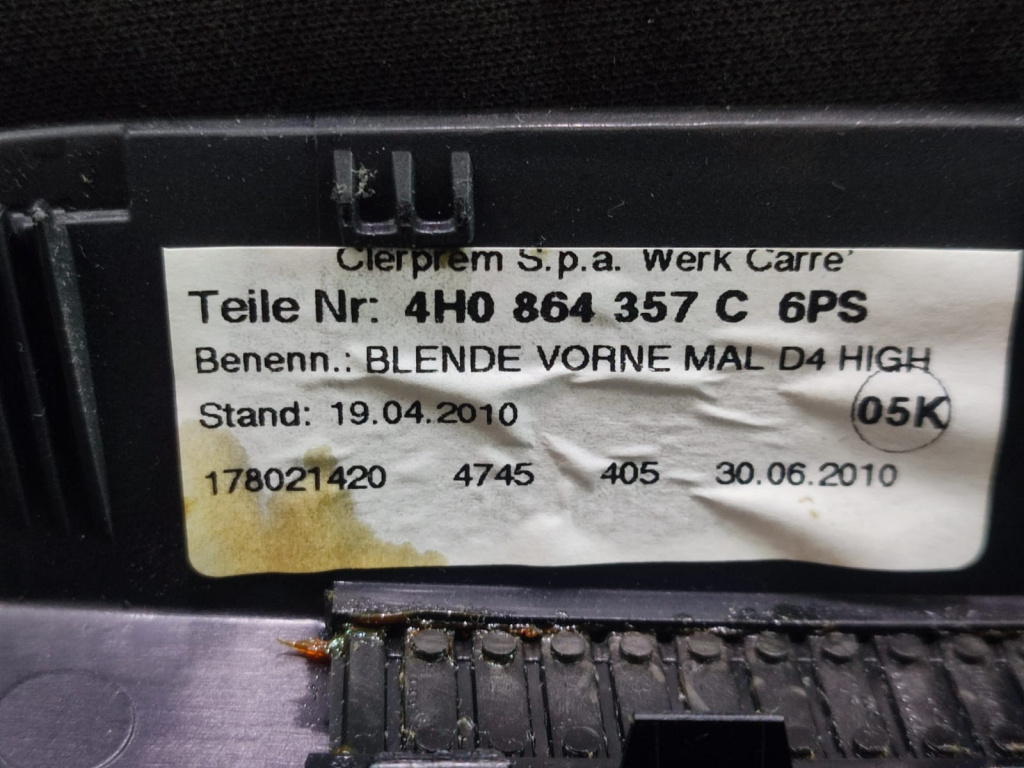 Clerprem S.p.a. Werk Carre'
Teile Nr: 4H0 864 357 C 6PS
Benenn.: BLENDE VORNE MAL D4 HIGH
Stand: 19.04.2010
05K
178021420 4745 405 30.06.2010